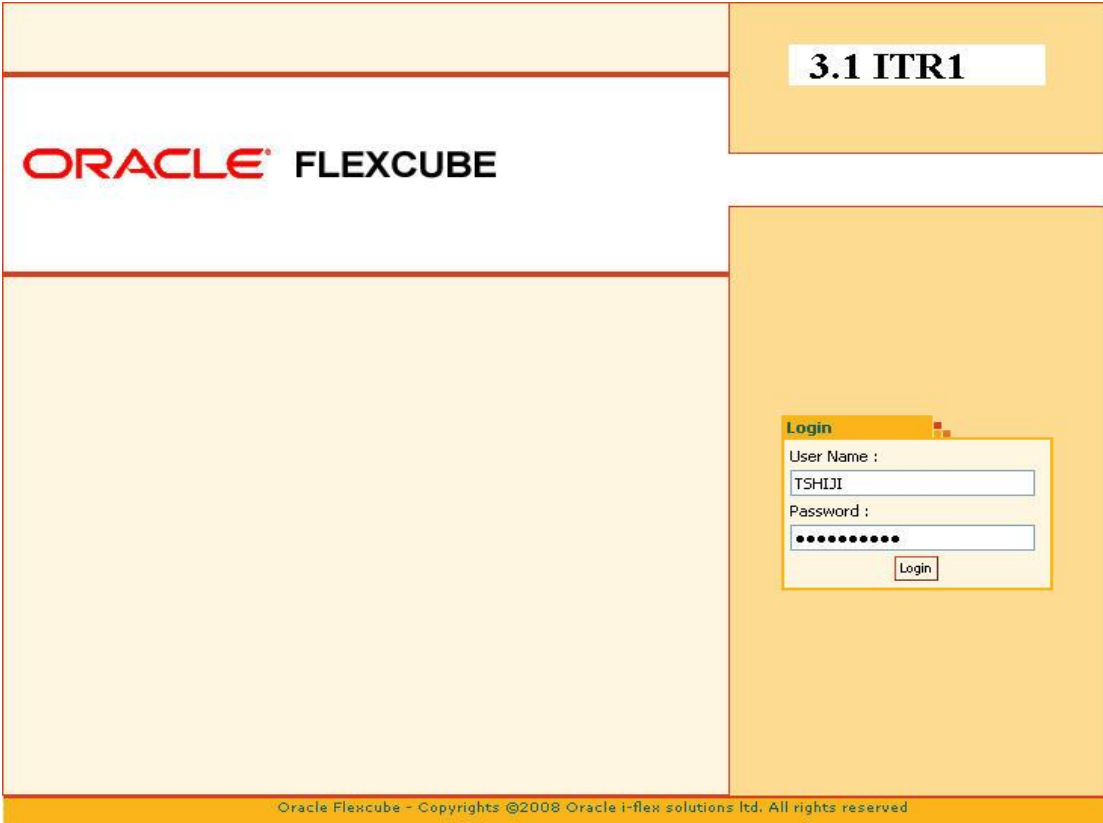 3.1 ITR1
ORACLE® FLEXCUBE
Login
User Name :
TSHIJI
Password :
••••••••••
Login
Oracle Flexcube - Copyrights @2008 Oracle i-flex solutions ltd. All rights reserved